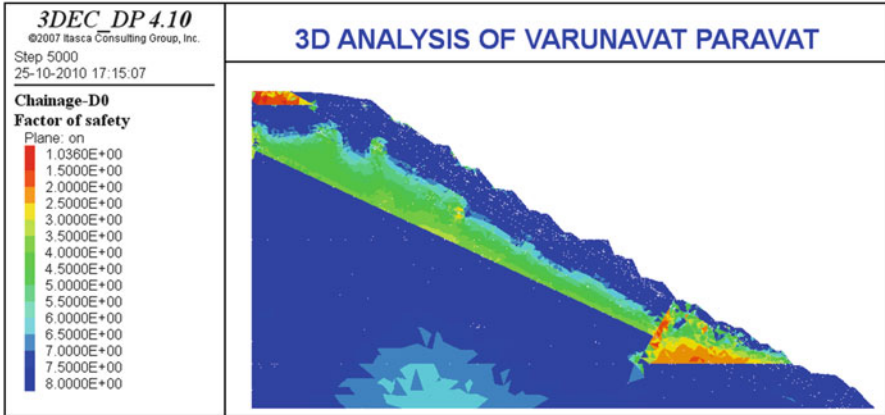 3DEC_DP 4.10
©2007 Itasca Consulting Group, Inc.
Step 5000
25-10-2010 17:15:07
Chainage-D0
Factor of safety
Plane: on
1.0360E+00
1.5000E+00
2.0000E+00
2.5000E+00
3.0000E+00
3.5000E+00
4.0000E+00
4.5000E+00
5.0000E+00
5.5000E+00
6.0000E+00
6.5000E+00
7.0000E+00
7.5000E+00
8.0000E+00
3D ANALYSIS OF VARUNAVAT PARAVAT